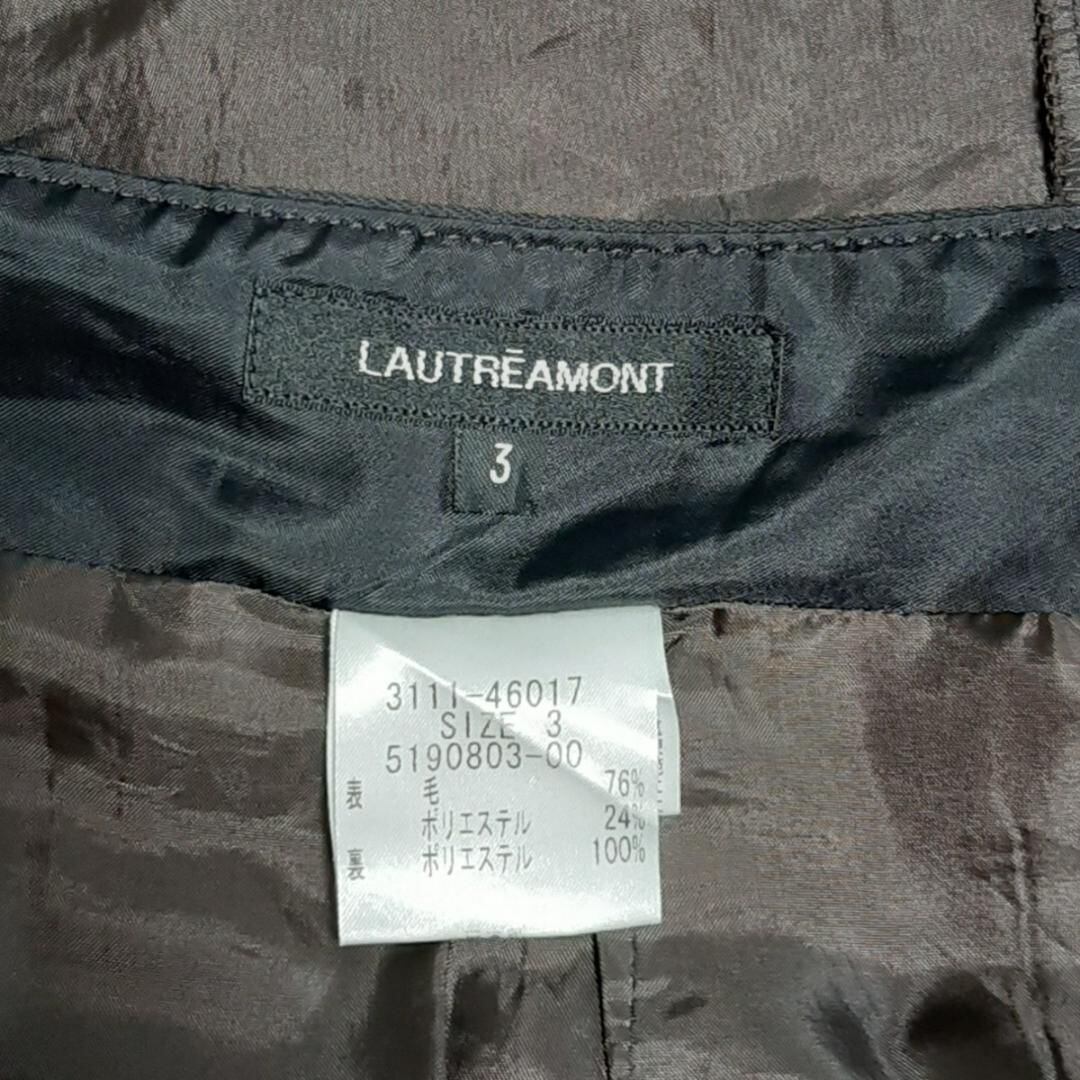 LAUTRĒAMONT
3
3111-46017
SIZE 3
5190803-00
表 毛 76%
ポリエステル 24%
裏 ポリエステル 100%